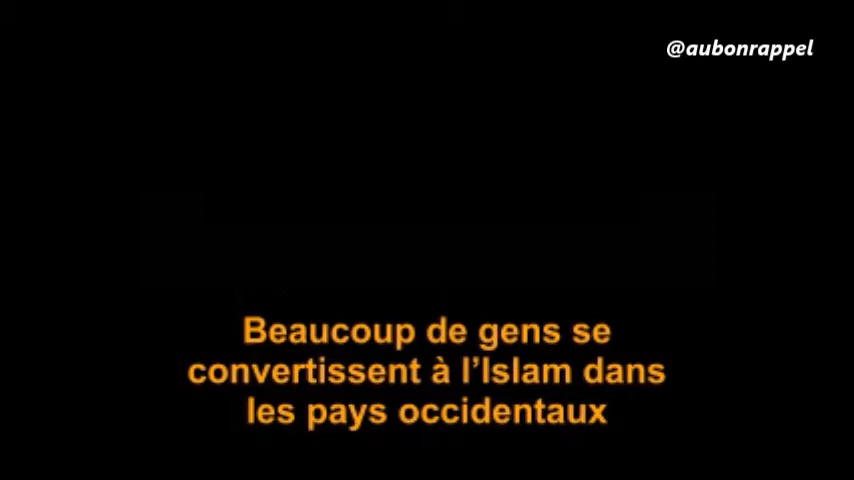 @aubonrappel
Beaucoup de gens se
convertissent à l’Islam dans
les pays occidentaux